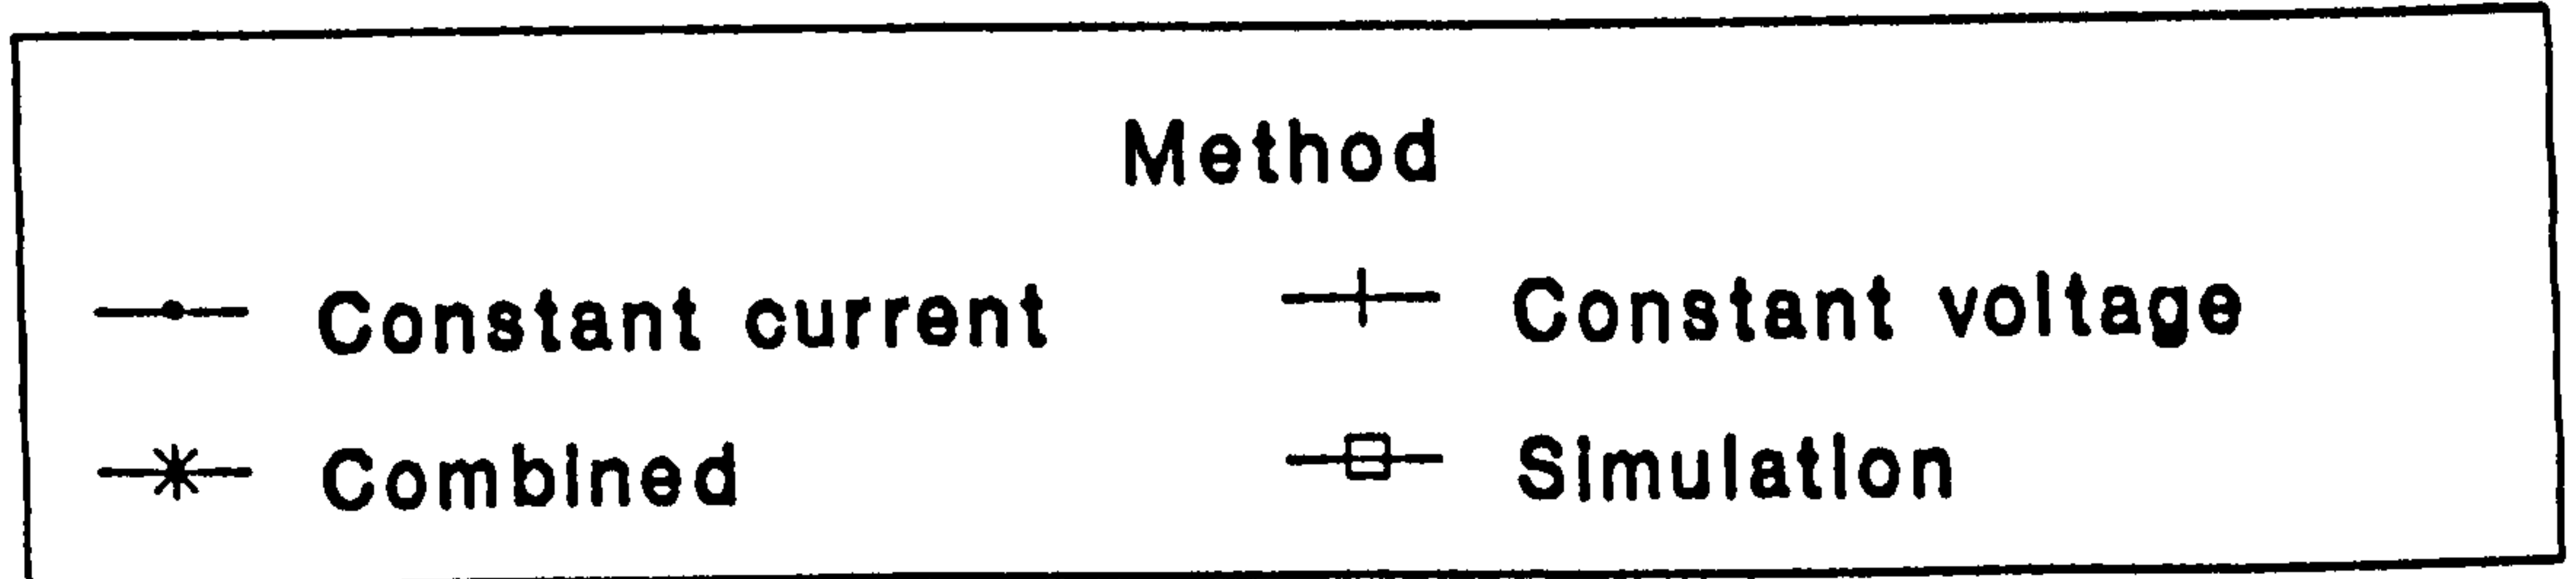 Method
Constant current
Constant voltage
Combined
Simulation